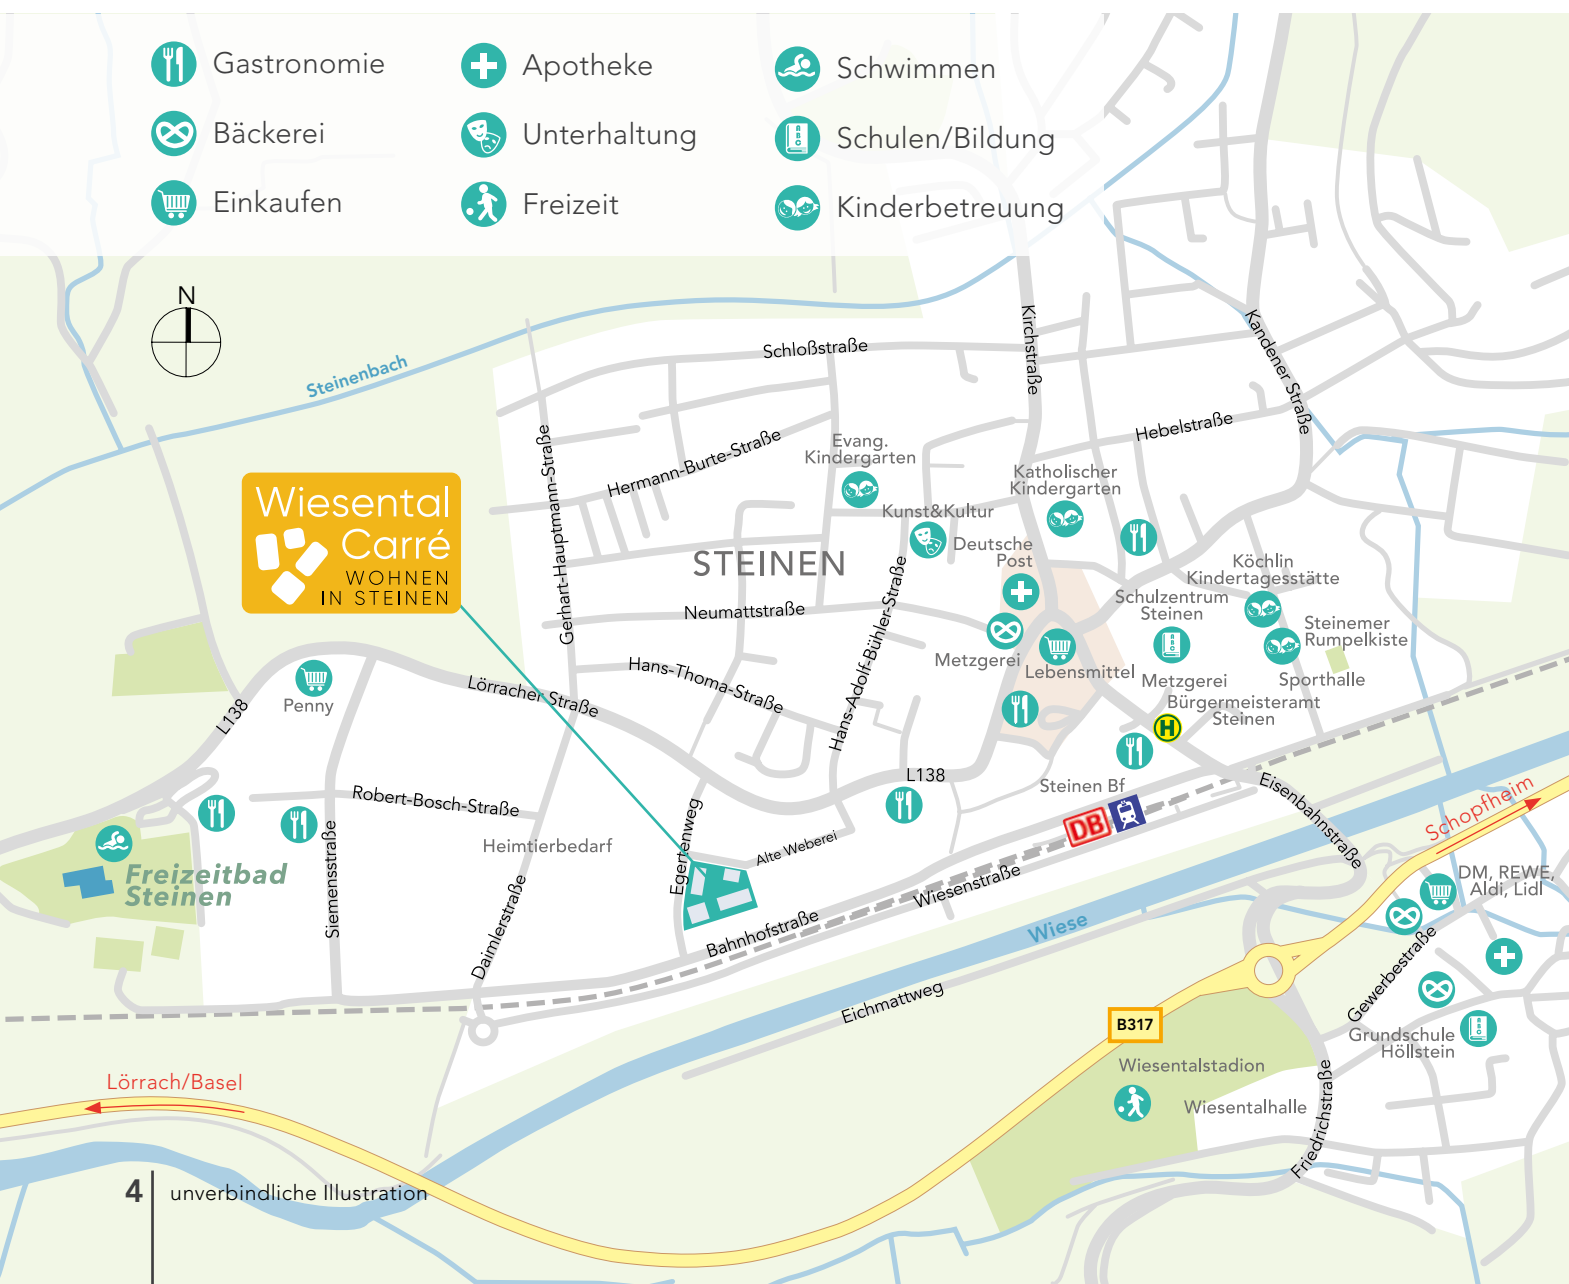 Gastronomie
Apotheke
Schwimmen
Bäckerei
Unterhaltung
Schulen/Bildung
Einkaufen
Freizeit
Kinderbetreuung
N
Steinenbach
Schloßstraße
Kirchstraße
Kandener Straße
Hebelstraße
Gerhart-Hauptmann-Straße
Hermann-Burte-Straße
Evang.
Kindergarten
Katholischer
Kindergarten
Wiesental
Carré
WOHNEN
IN STEINEN
Kunst&Kultur
Deutsche
Post
STEINEN
Köchlin
Kindertagesstätte
Schulzentrum
Steinen
Neumattstraße
Hans-Adolf-Bühler-Straße
Steinemer
Rumpelkiste
Metzgerei
Lebensmittel
Hans-Thoma-Straße
Metzgerei
Sporthalle
Bürgermeisteramt
Steinen
H
Lörracher Straße
Penny
L138
L138
Steinen Bf
DB
Eisenbahnstraße
Schopfheim
Robert-Bosch-Straße
Heimtierbedarf
Egertenweg
Alte Weberei
Siemensstraße
Freizeitbad
Steinen
Daimlerstraße
Bahnhofstraße
Wiesenstraße
Wiese
DM, REWE,
Aldi, Lidl
Gewerbestraße
Eichmattweg
B317
Grundschule
Höllstein
Wiesentalstadion
Wiesentalhalle
Friedrichstraße
Lörrach/Basel
4
unverbindliche Illustration